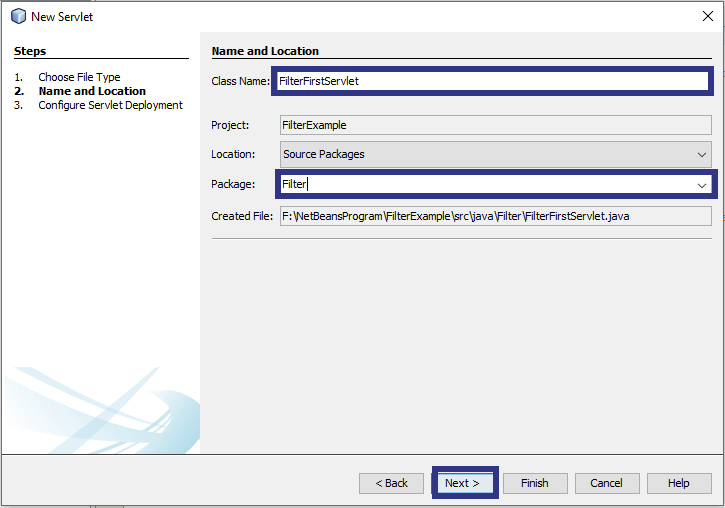 New Servlet
Steps
1. Choose File Type
2. Name and Location
3. Configure Servlet Deployment
Name and Location
Class Name: FilterFirstServlet
Project: FilterExample
Location: Source Packages
Package: Filter
Created File: F:\NetBeansProgram\FilterExample\src\java\Filter\FilterFirstServlet.java
< Back Next > Finish Cancel Help